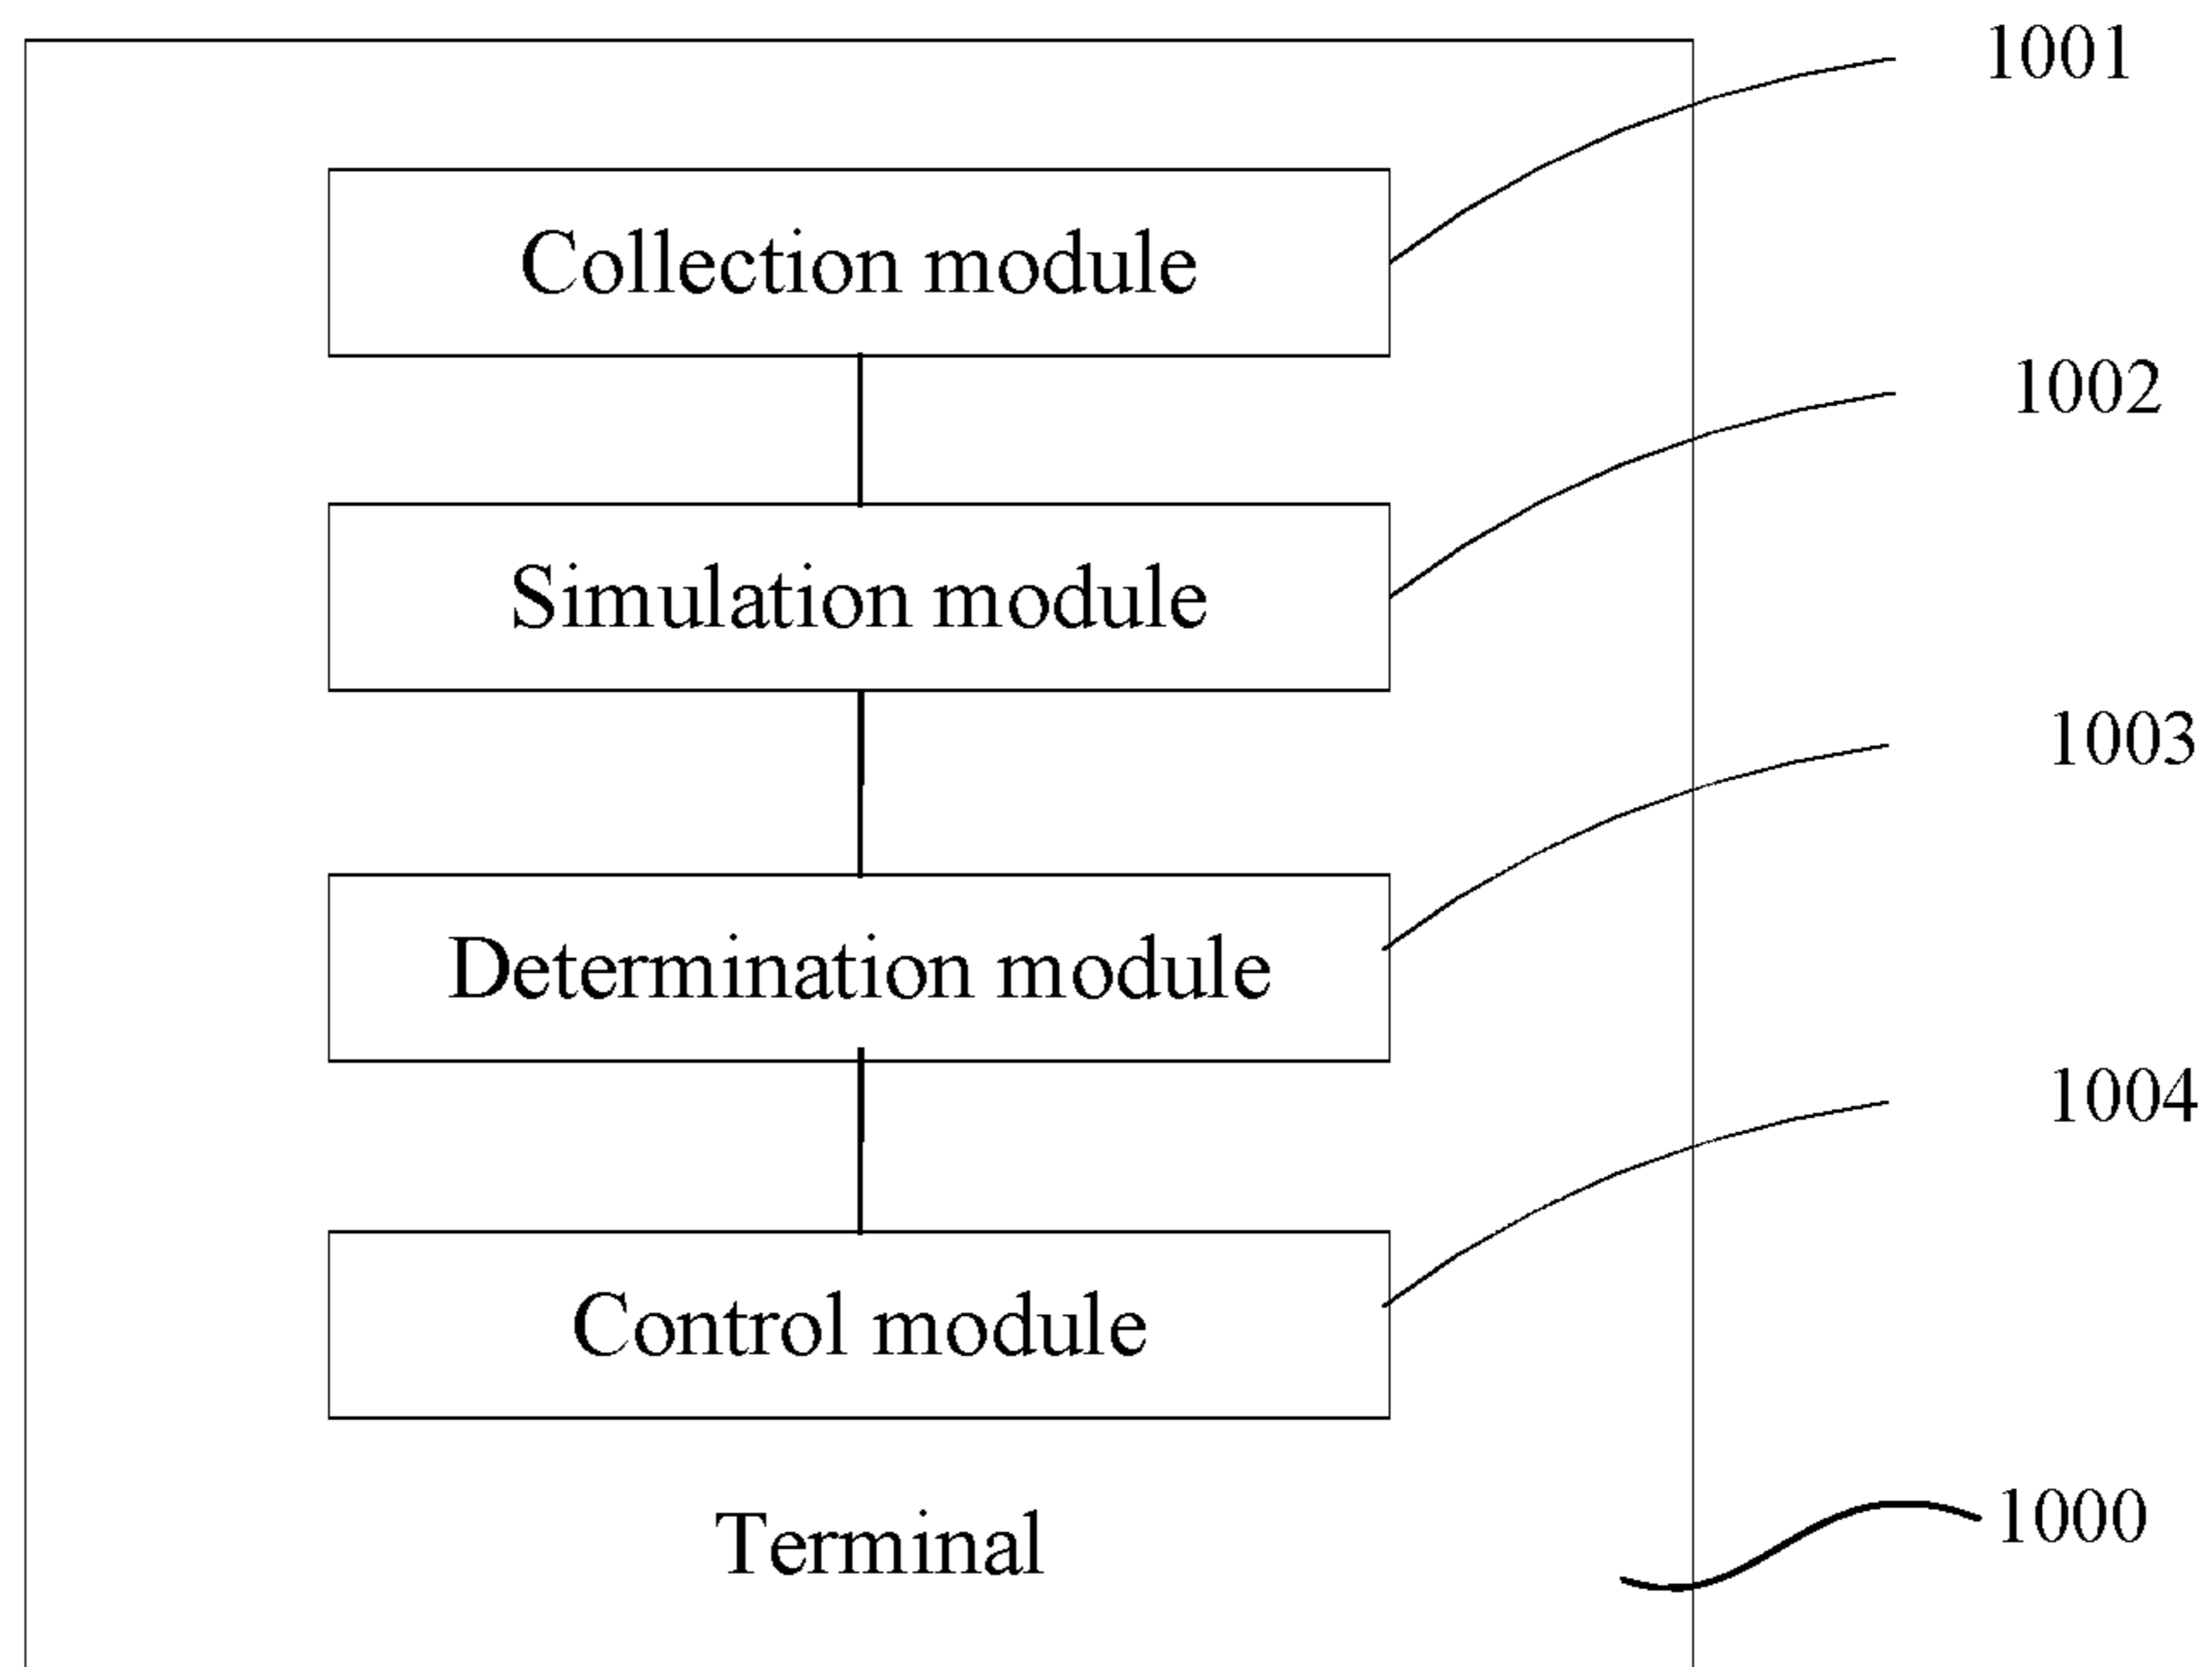 1001
Collection module
1002
Simulation module
1003
Determination module
1004
Control module
1000
Terminal